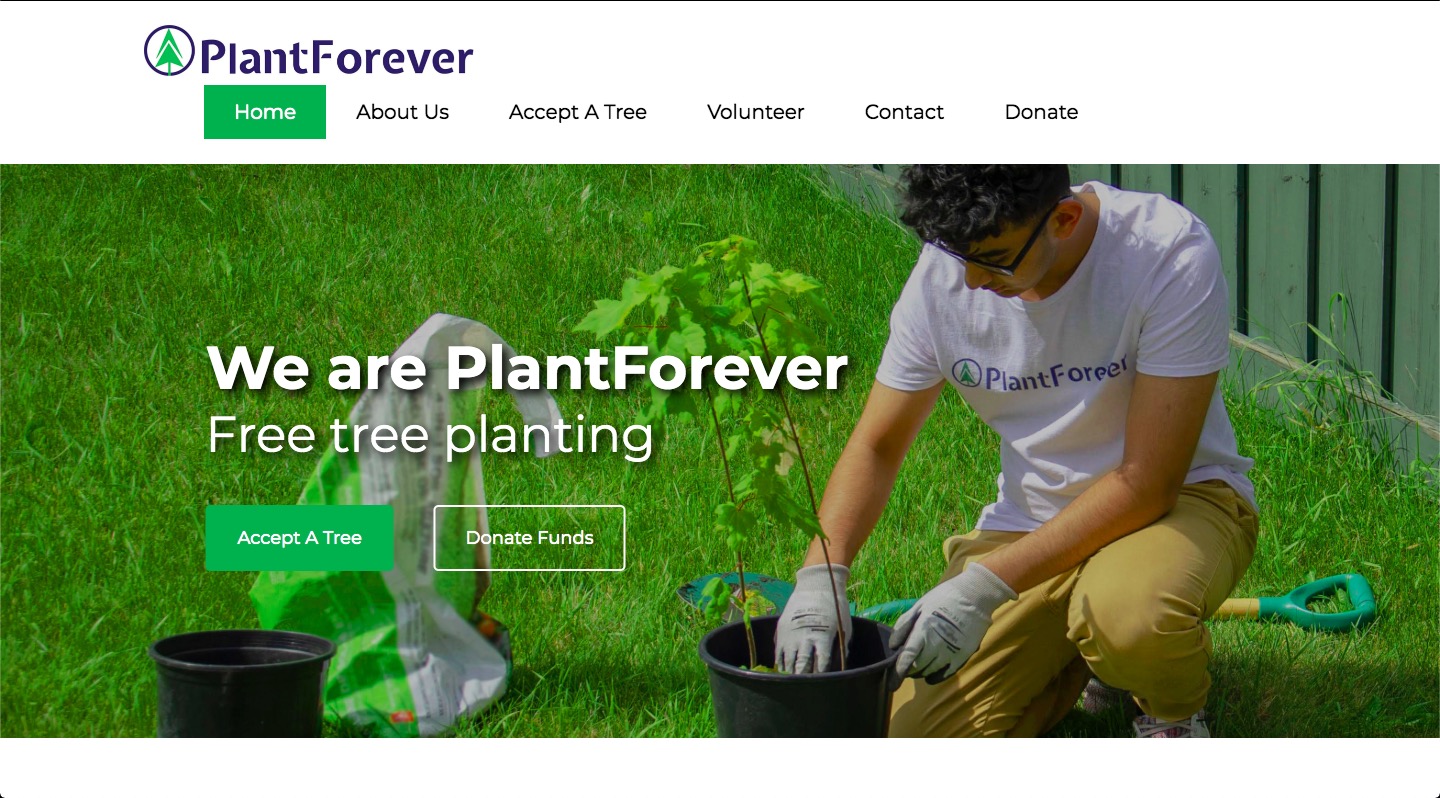 PlantForever
Home About Us Accept A Tree Volunteer Contact Donate
We are PlantForever
Free tree planting
Accept A Tree Donate Funds
PlantForever